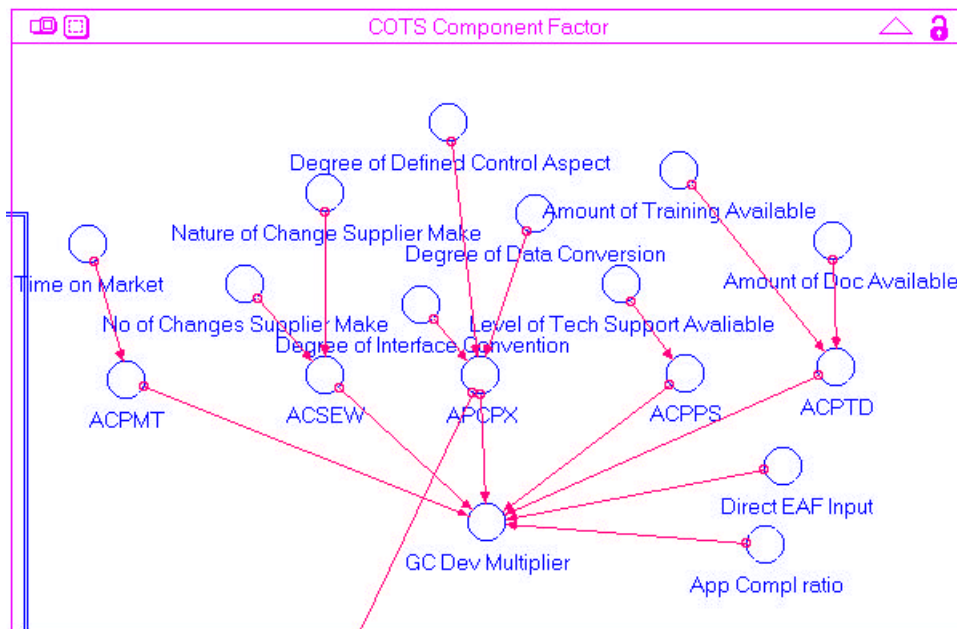 COTS Component Factor
Degree of Defined Control Aspect
Amount of Training Available
Nature of Change Supplier Make
Degree of Data Conversion
Time on Market
Amount of Doc Available
No of Changes Supplier Make
Level of Tech Support Avaliable
Degree of Interface Convention
ACPMT
ACSEW
APCPX
ACPPS
ACPTD
Direct EAF Input
GC Dev Multiplier
App Compl ratio